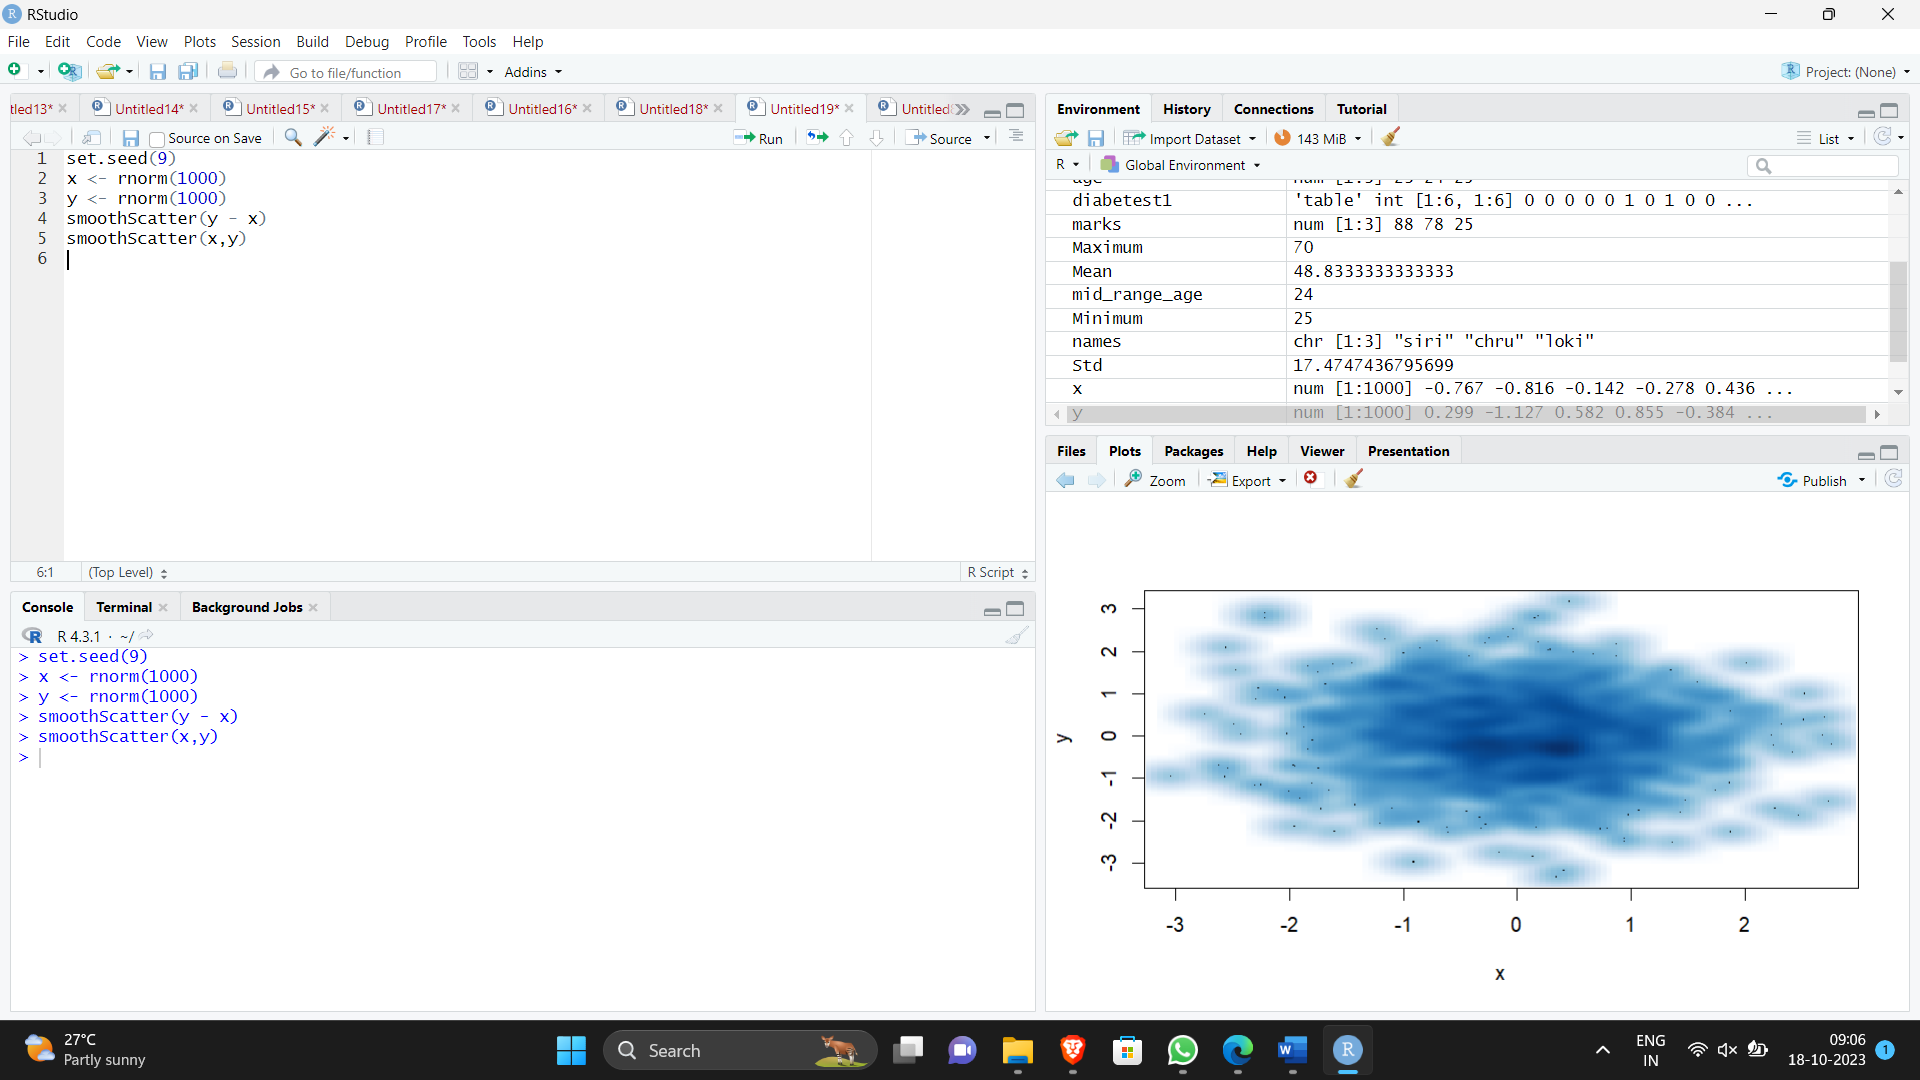 RStudio
File Edit Code View Plots Session Build Debug Profile Tools Help
Go to file/function Addins Project: (None)
tled13* Untitled14* Untitled15* Untitled17* Untitled16* Untitled18* Untitled19* Untitled
Source on Save Run Source
1 set.seed(9)
2 x <- rnorm(1000)
3 y <- rnorm(1000)
4 smoothScatter(y - x)
5 smoothScatter(x,y)
6
6:1 (Top Level) R Script
Console Terminal Background Jobs
R 4.3.1 · ~/
> set.seed(9)
> x <- rnorm(1000)
> y <- rnorm(1000)
> smoothScatter(y - x)
> smoothScatter(x,y)
>
Environment History Connections Tutorial
Import Dataset 143 MiB List
R Global Environment
age num [1:3] 23 24 25
diabetest1 'table' int [1:6, 1:6] 0 0 0 0 0 1 0 1 0 0 ...
marks num [1:3] 88 78 25
Maximum 70
Mean 48.8333333333333
mid_range_age 24
Minimum 25
names chr [1:3] "siri" "chru" "loki"
Std 17.4747436795699
x num [1:1000] -0.767 -0.816 -0.142 -0.278 0.436 ...
y num [1:1000] 0.299 -1.127 0.582 0.855 -0.384 ...
Files Plots Packages Help Viewer Presentation
Zoom Export Publish
3
2
1
0
-1
-2
-3
y
-3 -2 -1 0 1 2
x
27°C
Partly sunny
Search
W
R
ENG
IN
09:06
18-10-2023
1